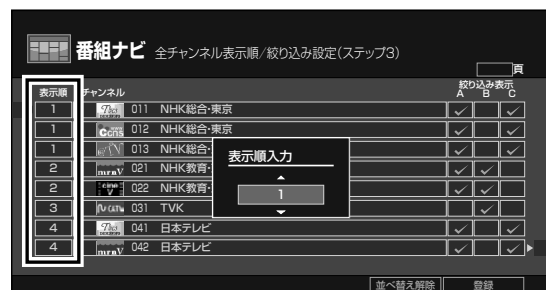 番組ナビ 全チャンネル表示順/絞り込み設定(ステップ3)
頁
表示順 チャンネル 絞り込み表示
A B C
1 011 NHK総合・東京
1 CCNS 012 NHK総合・東京
1 013 NHK総合・
2 mrnV 021 NHK教育・
2 cine V 022 NHK教育・
3 031 TVK
4 041 日本テレビ
4 mrnV 042 日本テレビ
表示順入力
1
並べ替え解除 登録